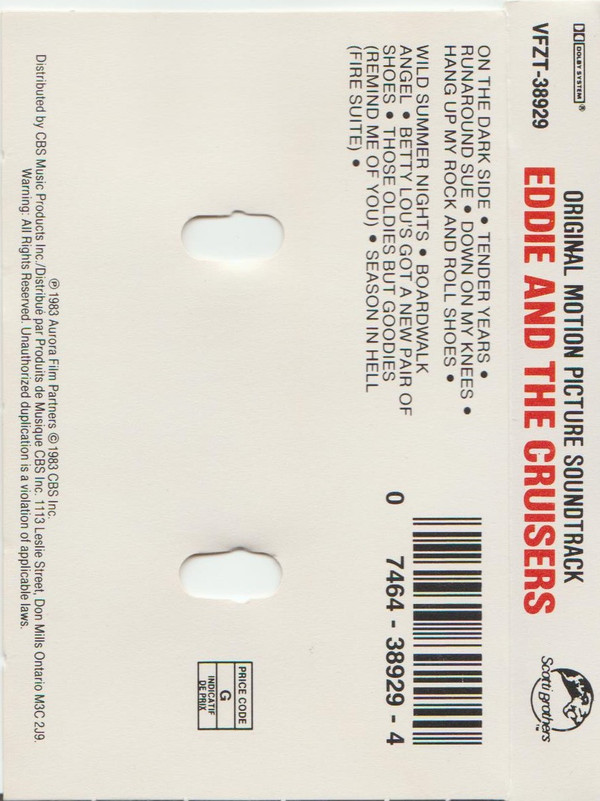 DOLBY SYSTEM®
VFZT-38929
ORIGINAL MOTION PICTURE SOUNDTRACK
EDDIE AND THE CRUISERS
Scotti Brothers
TM
ON THE DARK SIDE • TENDER YEARS •
RUNAROUND SUE • DOWN ON MY KNEES •
HANG UP MY ROCK AND ROLL SHOES •
WILD SUMMER NIGHTS • BOARDWALK
ANGEL • BETTY LOU'S GOT A NEW PAIR OF
SHOES • THOSE OLDIES BUT GOODIES
(REMIND ME OF YOU) • SEASON IN HELL
(FIRE SUITE) •
0 7464-38929-4
PRICE CODE
G
INDICATIF
DE PRIX
℗ 1983 Aurora Film Partners © 1983 CBS Inc.
Distributed by CBS Music Products Inc./Distribué par Produits de Musique CBS Inc. 1113 Leslie Street, Don Mills Ontario M3C 2J9.
Warning: All Rights Reserved. Unauthorized duplication is a violation of applicable laws.